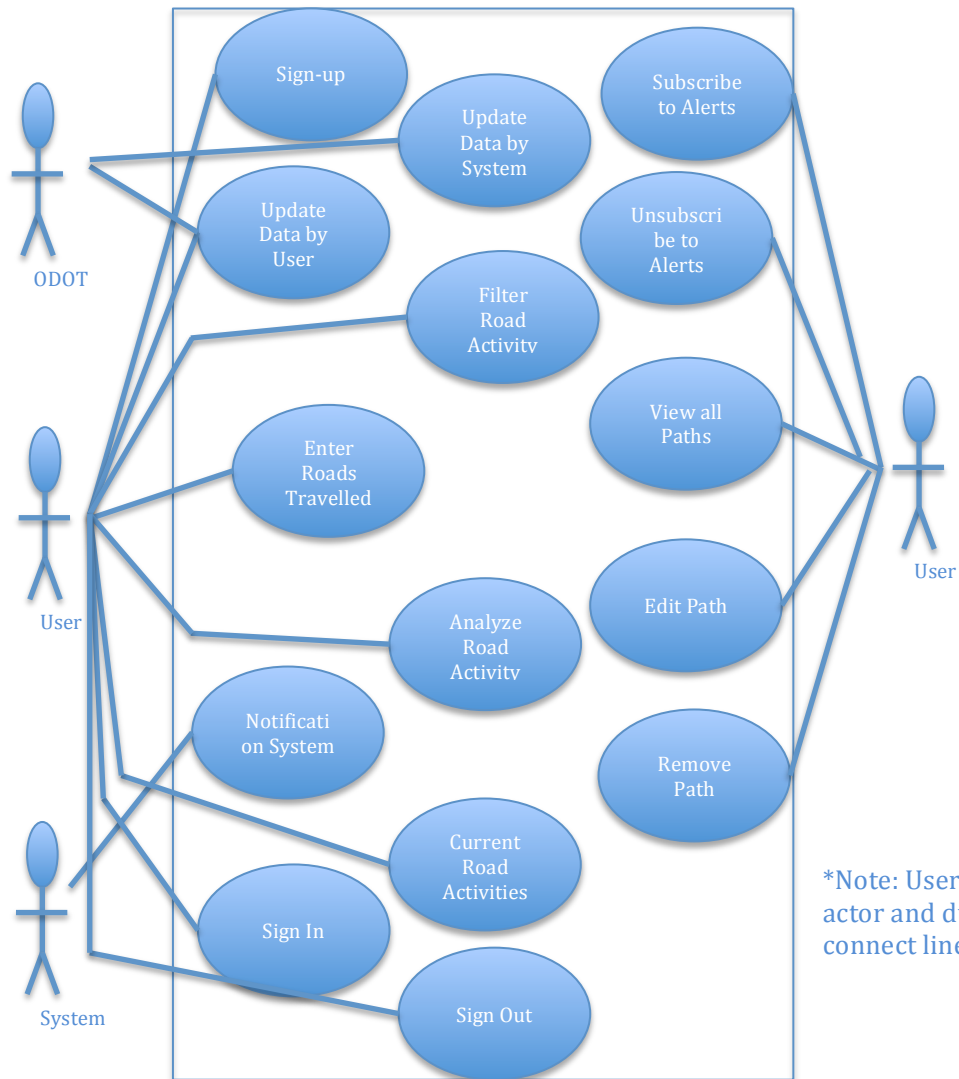 Sign-up
Subscribe
to Alerts
Update
Data by
System
Update
Data by
User
Unsubscri
be to
Alerts
ODOT
Filter
Road
Activity
View all
Paths
Enter
Roads
Travelled
User
User
Edit Path
Analyze
Road
Activity
Notificati
on System
Remove
Path
Current
Road
Activities
Sign In
*Note: User
actor and
connect line
Sign Out
System